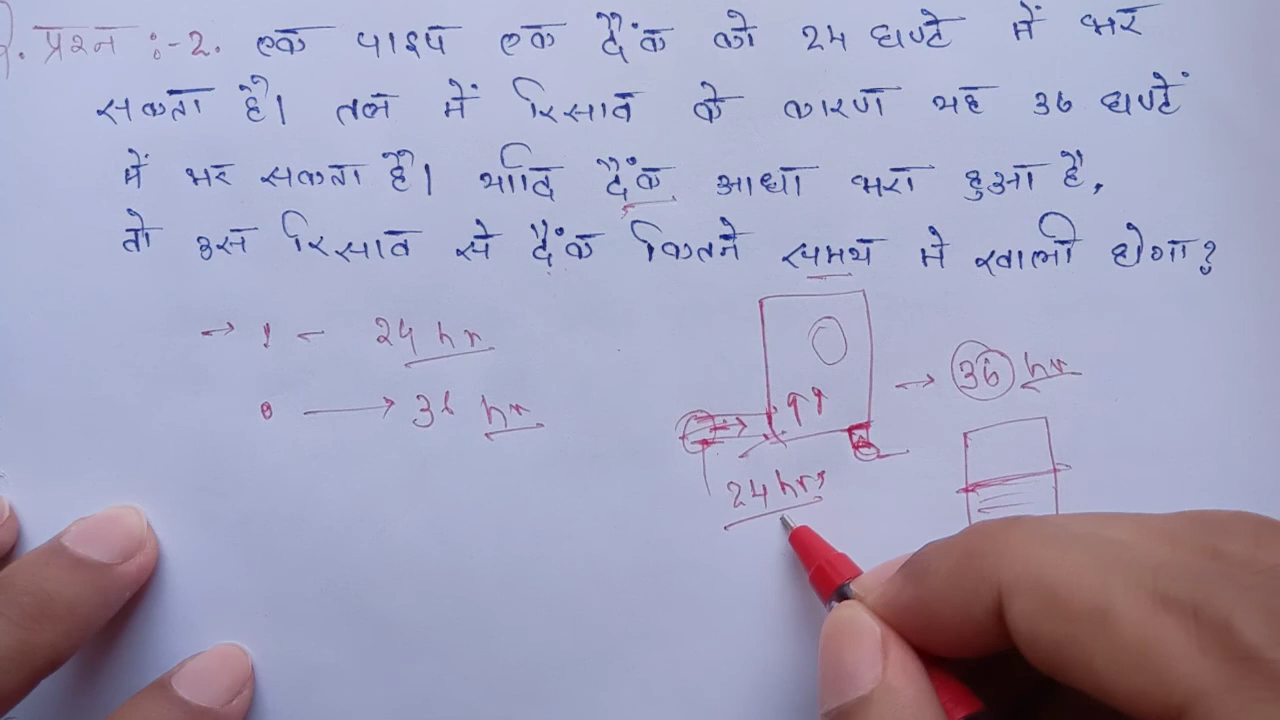 प्रश्न :-2. एक पाइप एक टैंक को 24 घण्टे में भर
सकता है। तल में रिसाव के कारण यह 36 घण्टें
में भर सकता है। यदि टैंक आधा भरा हुआ है,
तो उस रिसाव से टैंक कितने समय मे खाली होगा?
→ 1 - 24 hr
→ 36 hr
→ 36 hr
24 hrs